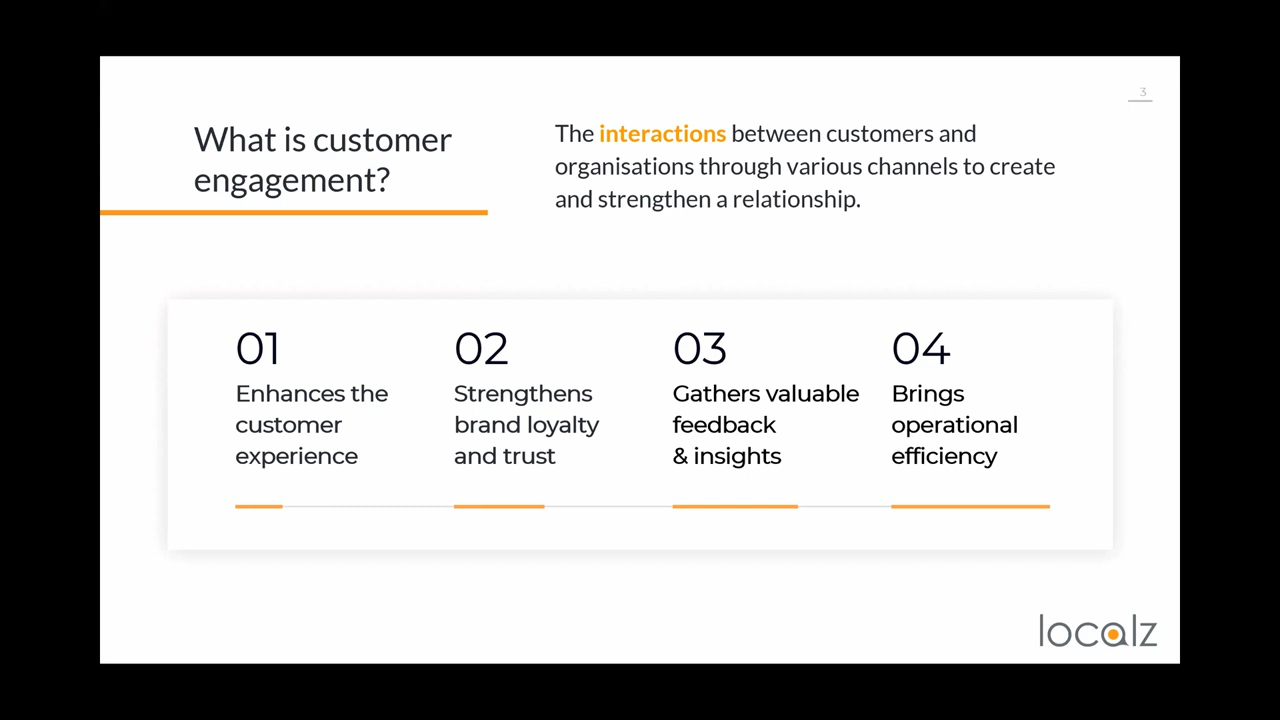 3
What is customer
engagement?
The interactions between customers and
organisations through various channels to create
and strengthen a relationship.
01
Enhances the
customer
experience
02
Strengthens
brand loyalty
and trust
03
Gathers valuable
feedback
& insights
04
Brings
operational
efficiency
localz